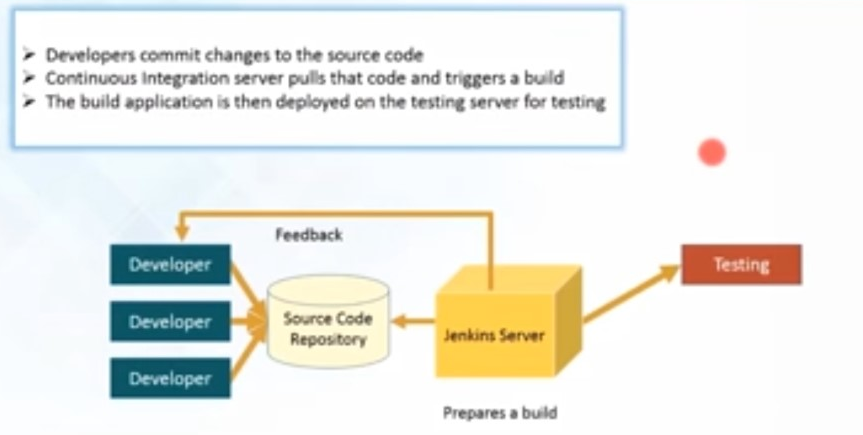 Developers commit changes to the source code
Continuous Integration server pulls that code and triggers a build
The build application is then deployed on the testing server for testing
Feedback
Developer
Testing
Developer
Source Code
Repository
Jenkins Server
Developer
Prepares a build